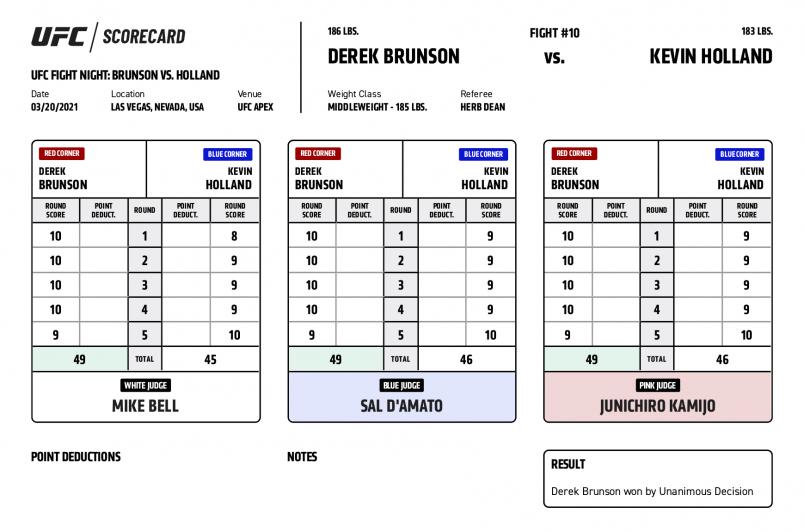 UFC SCORECARD
UFC FIGHT NIGHT: BRUNSON VS. HOLLAND
Date Location Venue
03/20/2021 LAS VEGAS, NEVADA, USA UFC APEX
186 LBS. FIGHT #10 183 LBS.
DEREK BRUNSON VS. KEVIN HOLLAND
Weight Class Referee
MIDDLEWEIGHT - 185 LBS. HERB DEAN
RED CORNER BLUE CORNER
DEREK KEVIN
BRUNSON HOLLAND
ROUND POINT ROUND POINT ROUND
SCORE DEDUCT. DEDUCT. SCORE
10 1 8
10 2 9
10 3 9
10 4 9
9 5 10
49 TOTAL 45
WHITE JUDGE
MIKE BELL
RED CORNER BLUE CORNER
DEREK KEVIN
BRUNSON HOLLAND
ROUND POINT ROUND POINT ROUND
SCORE DEDUCT. DEDUCT. SCORE
10 1 9
10 2 9
10 3 9
10 4 9
9 5 10
49 TOTAL 46
BLUE JUDGE
SAL D'AMATO
RED CORNER BLUE CORNER
DEREK KEVIN
BRUNSON HOLLAND
ROUND POINT ROUND POINT ROUND
SCORE DEDUCT. DEDUCT. SCORE
10 1 9
10 2 9
10 3 9
10 4 9
9 5 10
49 TOTAL 46
PINK JUDGE
JUNICHIRO KAMIJO
POINT DEDUCTIONS
NOTES
RESULT
Derek Brunson won by Unanimous Decision